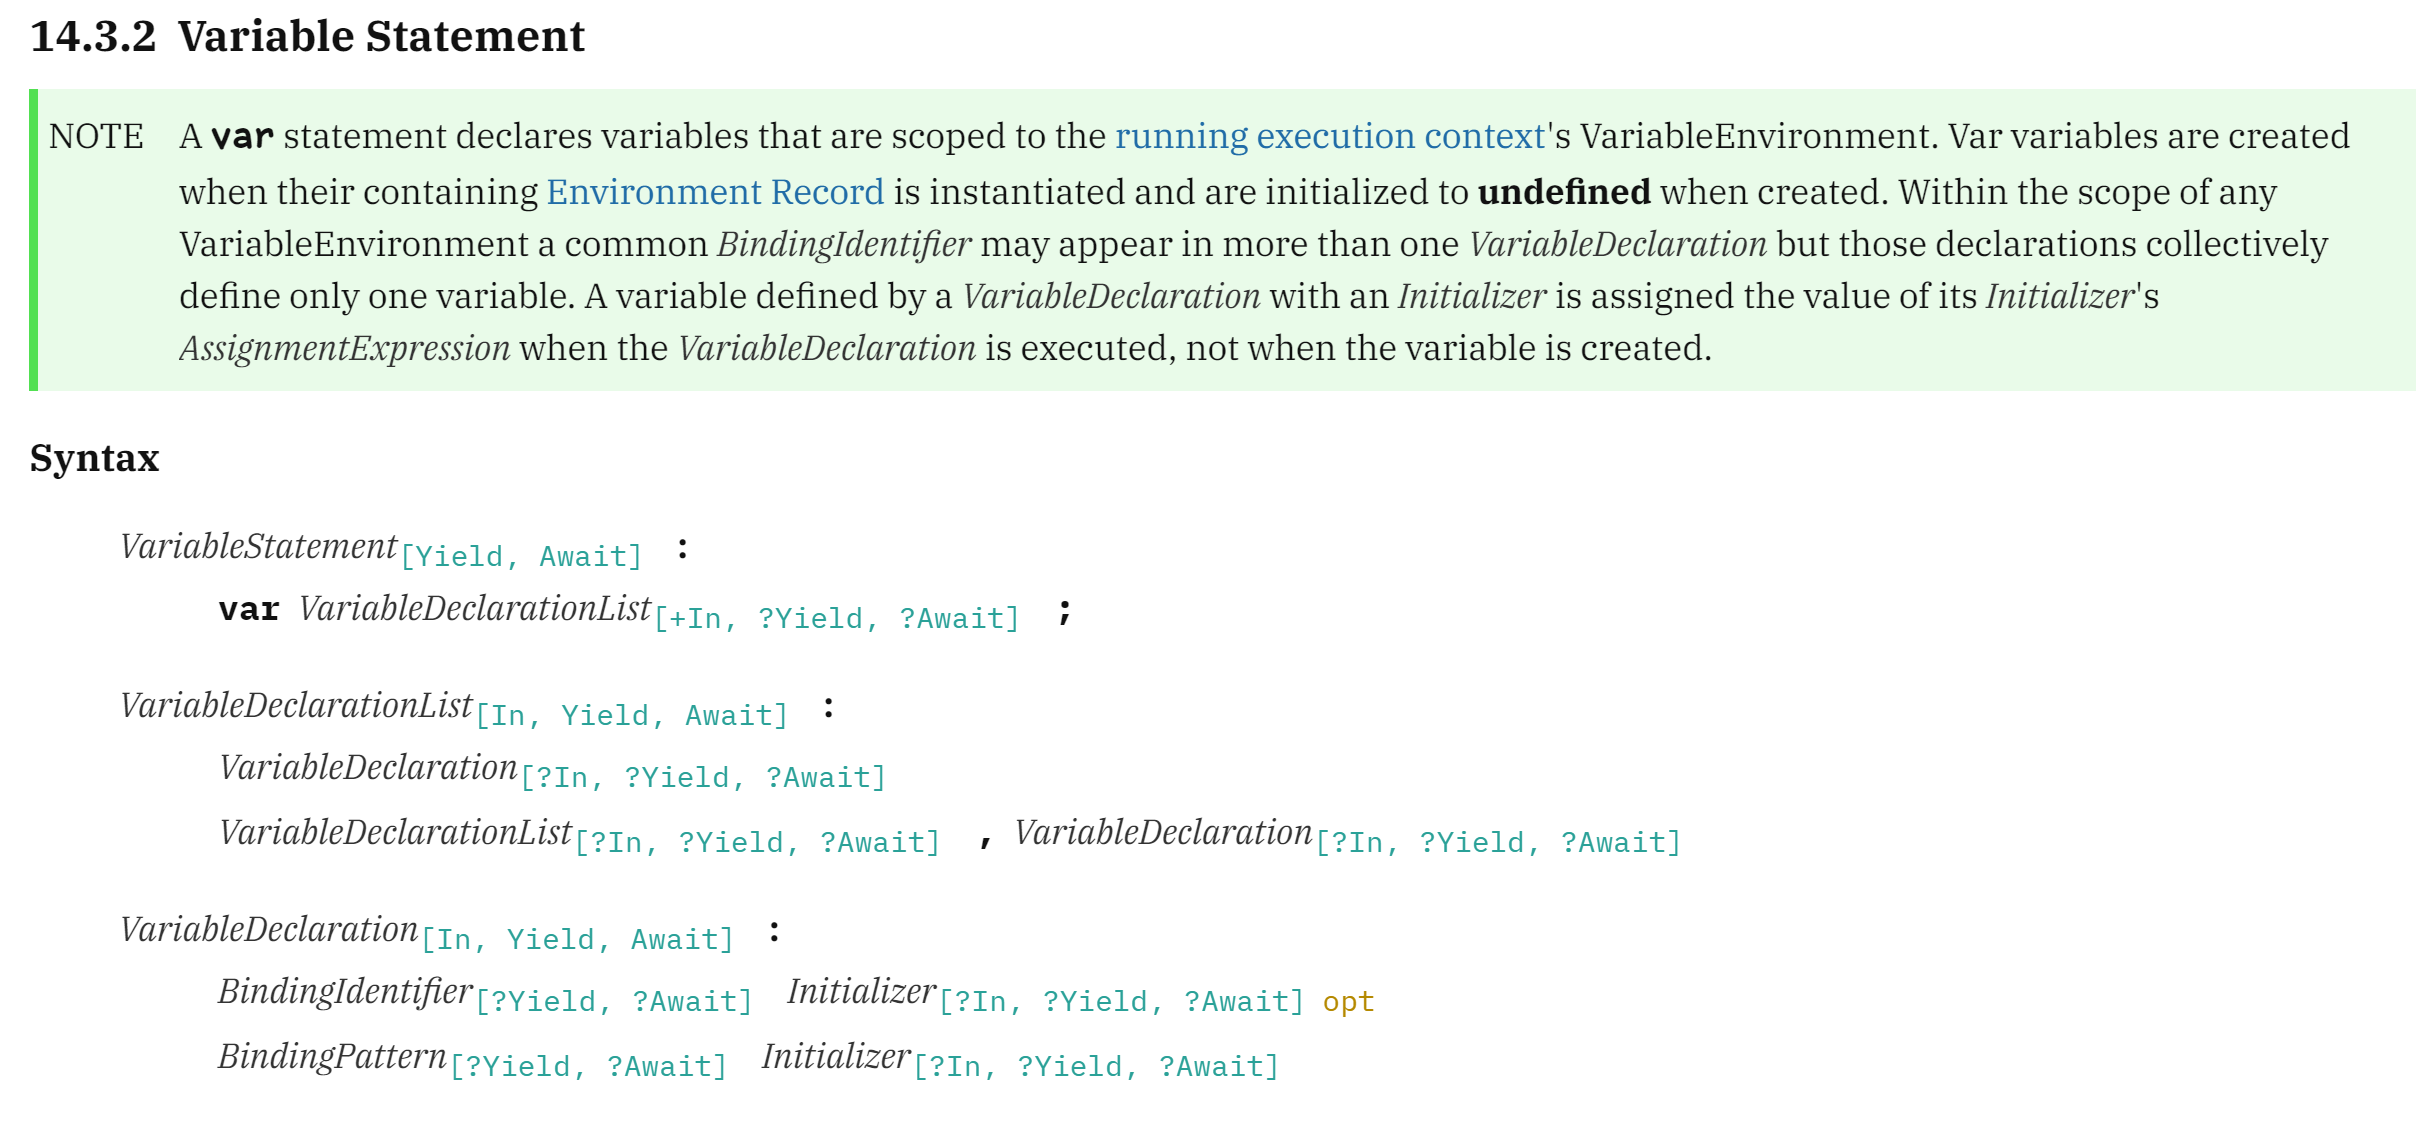 14.3.2 Variable Statement
NOTE A var statement declares variables that are scoped to the running execution context's VariableEnvironment. Var variables are created
when their containing Environment Record is instantiated and are initialized to undefined when created. Within the scope of any
VariableEnvironment a common BindingIdentifier may appear in more than one VariableDeclaration but those declarations collectively
define only one variable. A variable defined by a VariableDeclaration with an Initializer is assigned the value of its Initializer's
AssignmentExpression when the VariableDeclaration is executed, not when the variable is created.
Syntax
VariableStatement[Yield, Await] :
var VariableDeclarationList[+In, ?Yield, ?Await] ;
VariableDeclarationList[In, Yield, Await] :
VariableDeclaration[?In, ?Yield, ?Await]
VariableDeclarationList[?In, ?Yield, ?Await] , VariableDeclaration[?In, ?Yield, ?Await]
VariableDeclaration[In, Yield, Await] :
BindingIdentifier[?Yield, ?Await] Initializer[?In, ?Yield, ?Await] opt
BindingPattern[?Yield, ?Await] Initializer[?In, ?Yield, ?Await]